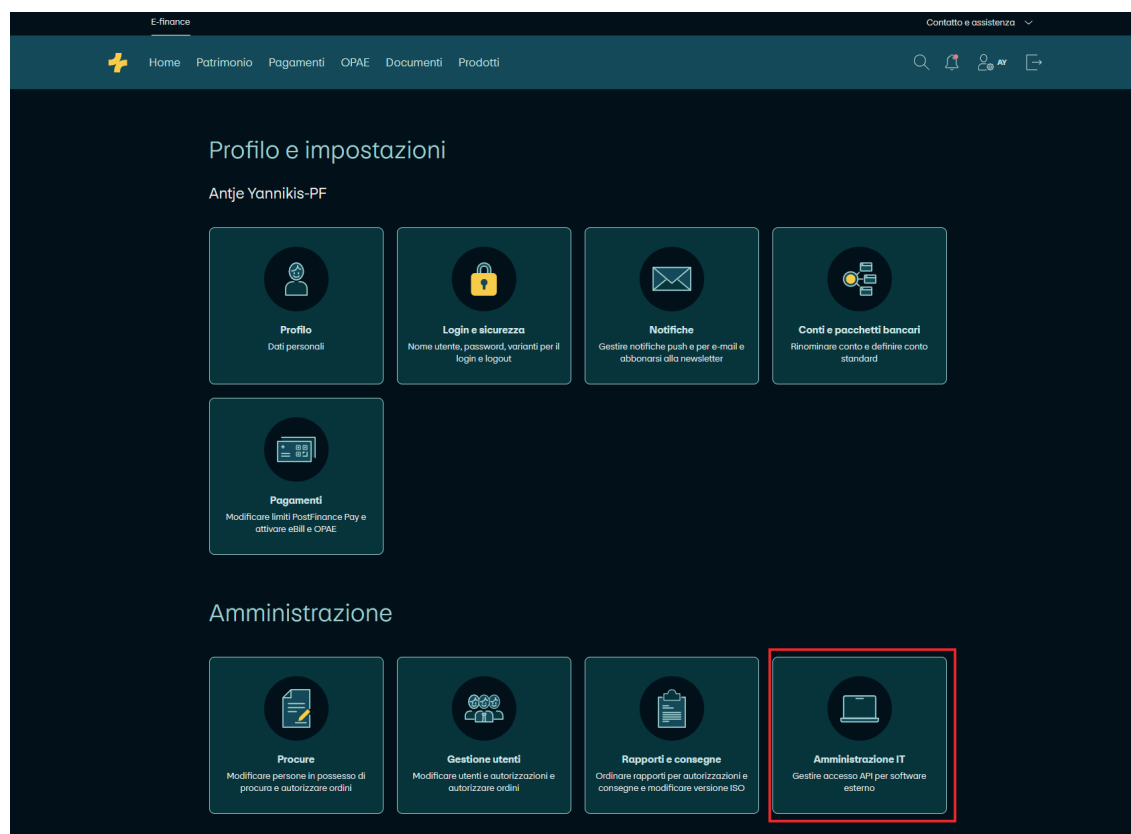 E-finance
Contatto e assistenza
Home Patrimonio Pagamenti OPAE Documenti Prodotti
AY
Profilo e impostazioni
Antje Yannikis-PF
Profilo
Dati personali
Login e sicurezza
Nome utente, password, varianti per il
login e logout
Notifiche
Gestire notifiche push e per e-mail e
abbonarsi alla newsletter
Conti e pacchetti bancari
Rinominare conto e definire conto
standard
Pagamenti
Modificare limiti PostFinance Pay e
attivare eBill e OPAE
Amministrazione
Procure
Modificare persone in possesso di
procura e autorizzare ordini
Gestione utenti
Modificare utenti e autorizzazioni e
autorizzare ordini
Rapporti e consegne
Ordinare rapporti per autorizzazioni e
consegne e modificare versione ISO
Amministrazione IT
Gestire accesso API per software
esterno